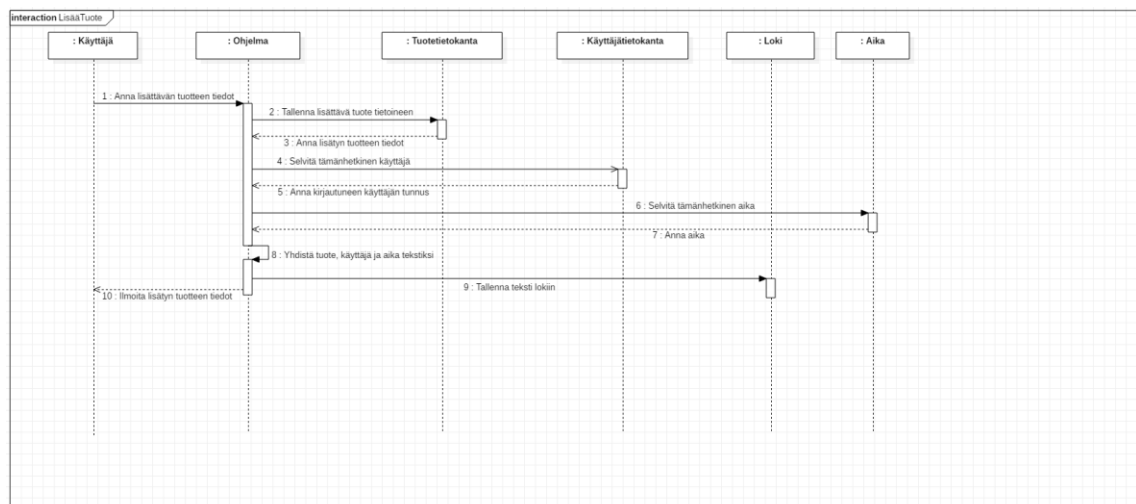 interaction LisääTuote
: Käyttäjä
: Ohjelma
: Tuotetietokanta
: Käyttäjätietokanta
: Loki
: Aika
1 : Anna lisättävän tuotteen tiedot
2 : Tallenna lisättävä tuote tietoineen
3 : Anna lisätyn tuotteen tiedot
4 : Selvitä tämänhetkinen käyttäjä
5 : Anna kirjautuneen käyttäjän tunnus
6 : Selvitä tämänhetkinen aika
7 : Anna aika
8 : Yhdistä tuote, käyttäjä ja aika tekstiksi
9 : Tallenna teksti lokiin
10 : Ilmoita lisätyn tuotteen tiedot